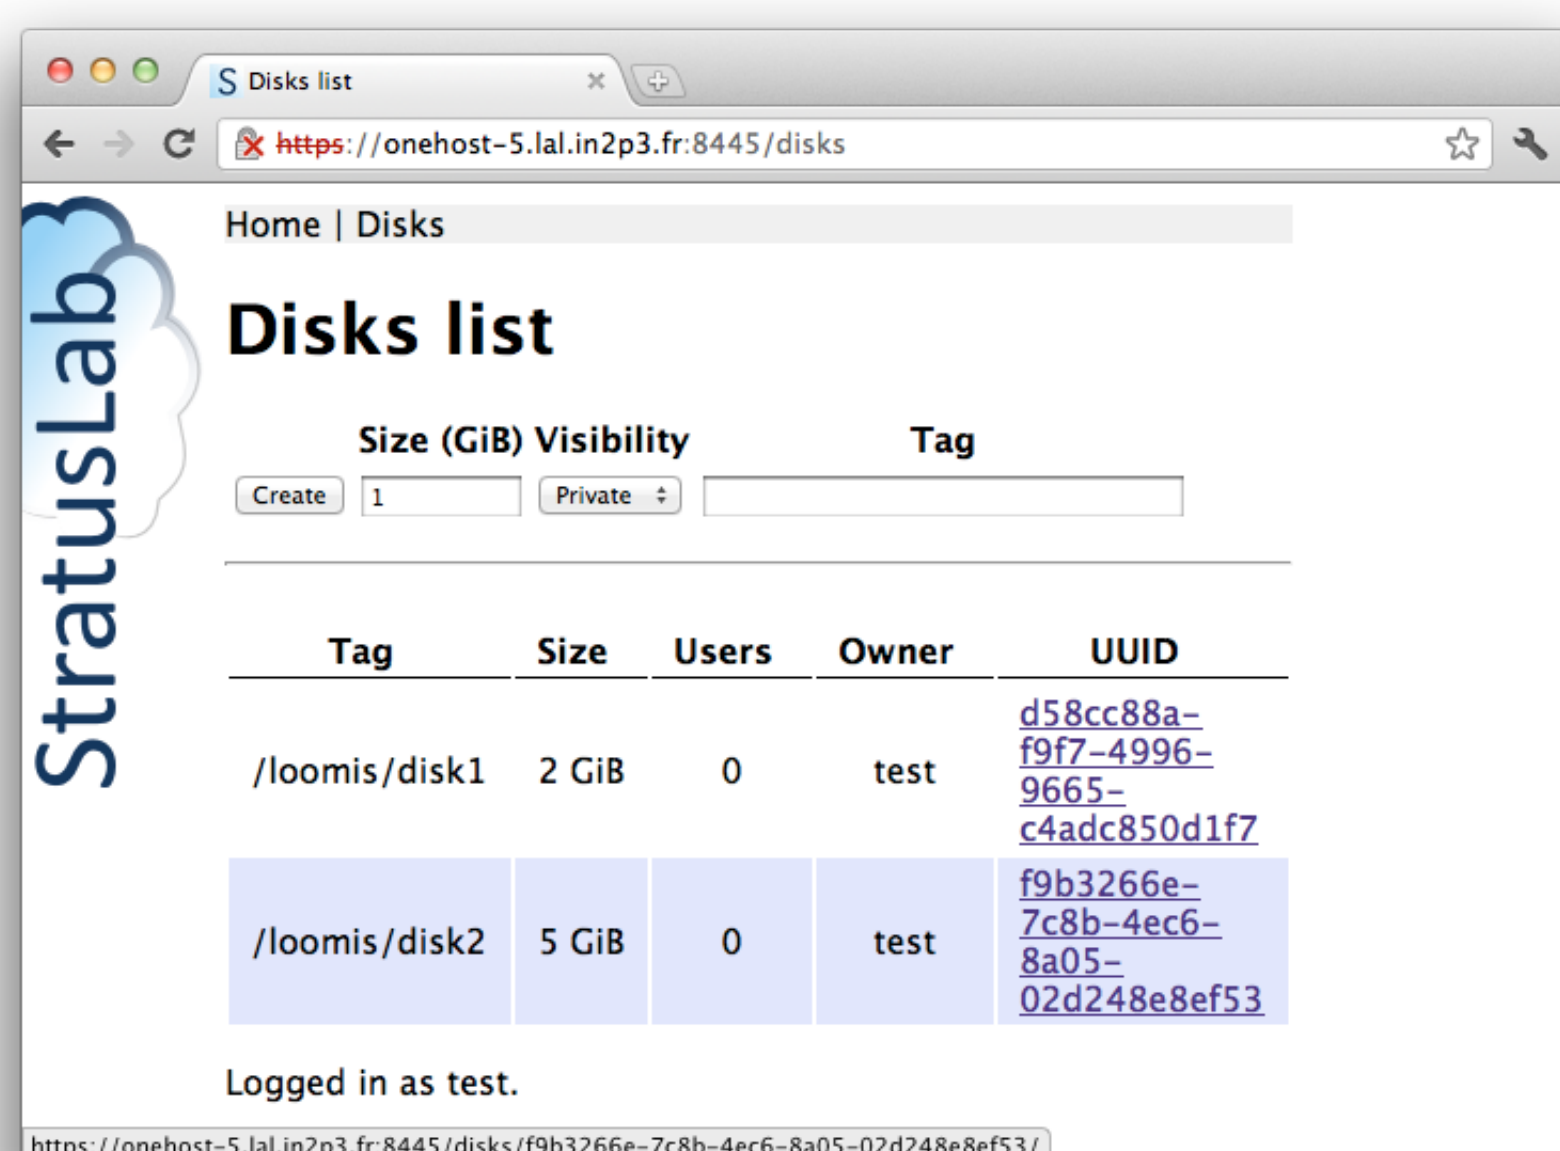 Disks list
https://onehost-5.lal.in2p3.fr:8445/disks
StratusLab
Home | Disks
Disks list
Size (GiB) Visibility Tag
Create 1 Private
Tag Size Users Owner UUID
/loomis/disk1 2 GiB 0 test d58cc88a-
f9f7-4996-
9665-
c4adc850d1f7
/loomis/disk2 5 GiB 0 test f9b3266e-
7c8b-4ec6-
8a05-
02d248e8ef53
Logged in as test.
https://onehost-5.lal.in2p3.fr:8445/disks/f9b3266e-7c8b-4ec6-8a05-02d248e8ef53/